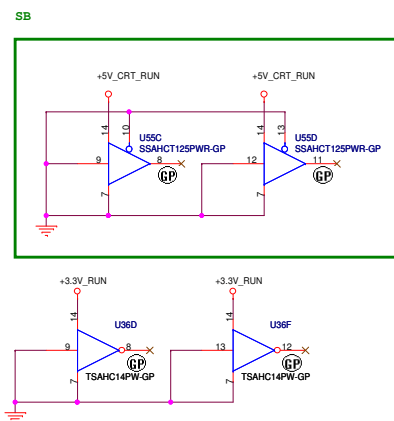 SB
+5V_CRT_RUN +5V_CRT_RUN
U55C U55D
SSAHCT125PWR-GP SSAHCT125PWR-GP
14 10 14 13
9 8 12 11
GP GP
7 7
+3.3V_RUN +3.3V_RUN
14 14
U36D U36F
9 8 13 12
GP GP
7 7
TSAHC14PW-GP TSAHC14PW-GP